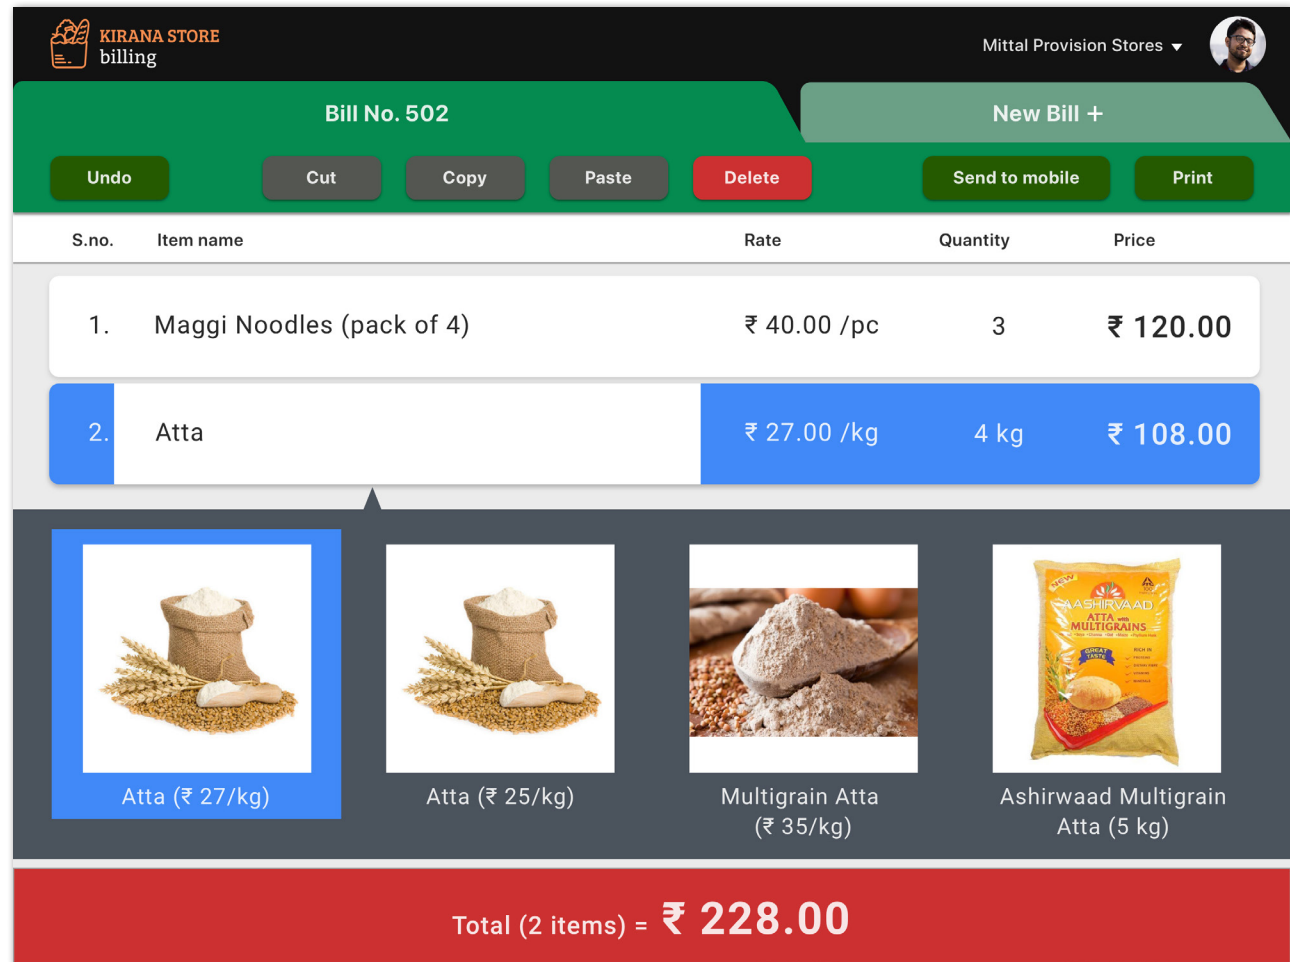 KIRANA STORE
billing
Mittal Provision Stores
Bill No. 502
New Bill +
Undo
Cut
Copy
Paste
Delete
Send to mobile
Print
S.no. Item name Rate Quantity Price
1. Maggi Noodles (pack of 4) ₹ 40.00 /pc 3 ₹ 120.00
2. Atta ₹ 27.00 /kg 4 kg ₹ 108.00
NEW
AASHIRVAAD
ATTA with
MULTIGRAINS
GREAT
TASTE
RICH IN
Atta (₹ 27/kg)
Atta (₹ 25/kg)
Multigrain Atta
(₹ 35/kg)
Ashirwaad Multigrain
Atta (5 kg)
Total (2 items) = ₹ 228.00